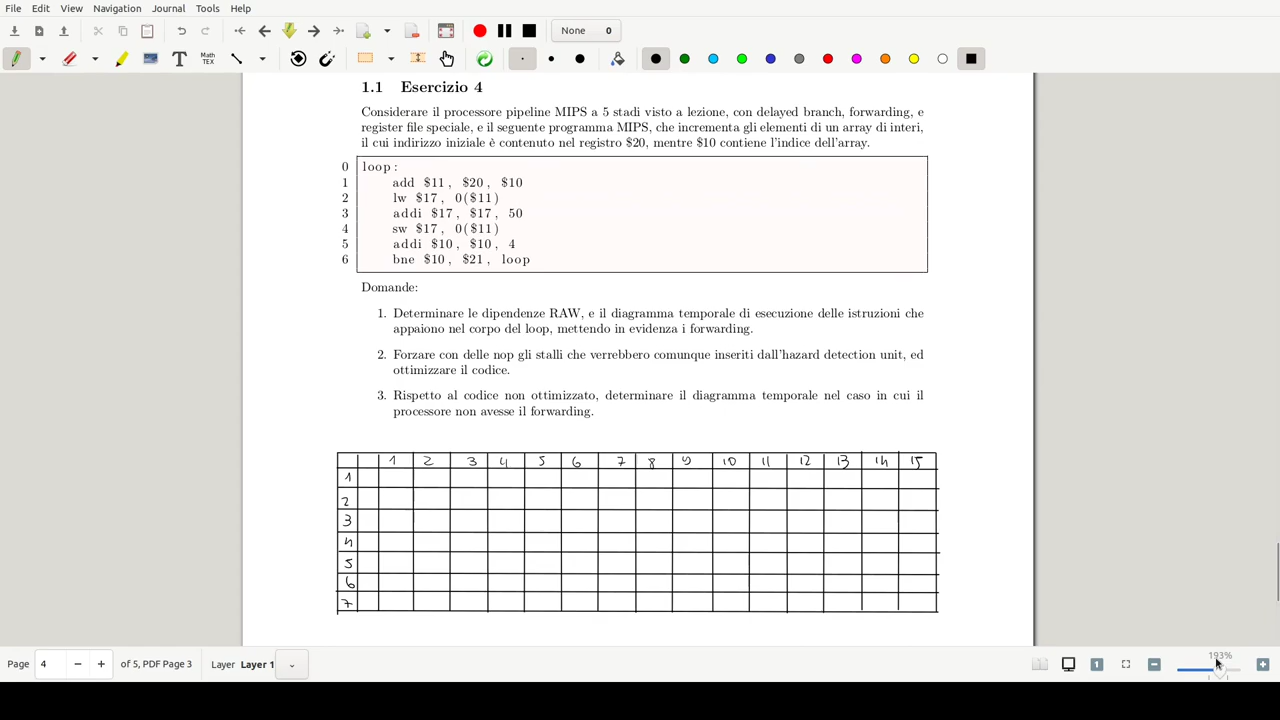 File Edit View Navigation Journal Tools Help
None 0
T Math TEX
1.1 Esercizio 4
Considerare il processore pipeline MIPS a 5 stadi visto a lezione, con delayed branch, forwarding, e
register file speciale, e il seguente programma MIPS, che incrementa gli elementi di un array di interi,
il cui indirizzo iniziale è contenuto nel registro $20, mentre $10 contiene l'indice dell'array.
0 loop:
1 add $11, $20, $10
2 lw $17, 0($11)
3 addi $17, $17, 50
4 sw $17, 0($11)
5 addi $10, $10, 4
6 bne $10, $21, loop
Domande:
1. Determinare le dipendenze RAW, e il diagramma temporale di esecuzione delle istruzioni che
appaiono nel corpo del loop, mettendo in evidenza i forwarding.
2. Forzare con delle nop gli stalli che verrebbero comunque inseriti dall'hazard detection unit, ed
ottimizzare il codice.
3. Rispetto al codice non ottimizzato, determinare il diagramma temporale nel caso in cui il
processore non avesse il forwarding.
1 2 3 4 5 6 7 8 9 10 11 12 13 14 15
1
2
3
4
5
6
7
Page 4 of 5, PDF Page 3 Layer Layer 1 1 193%